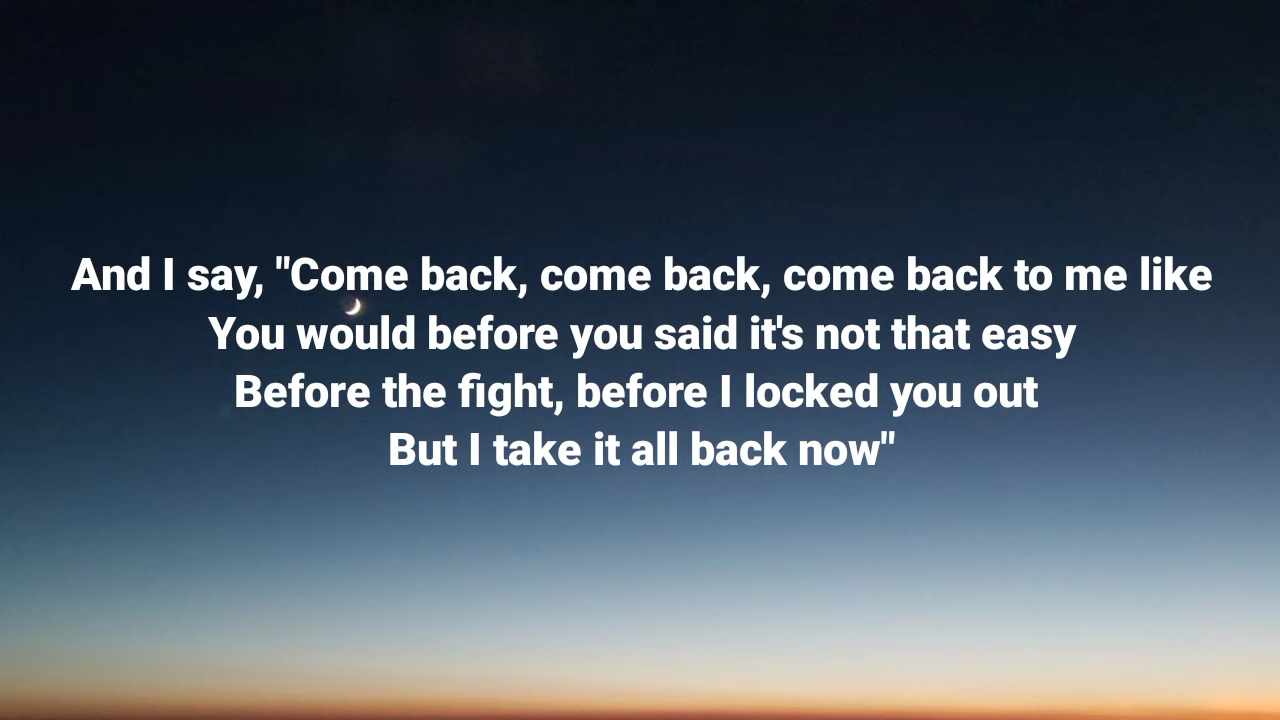 And I say, "Come back, come back, come back to me like
You would before you said it's not that easy
Before the fight, before I locked you out
But I take it all back now"